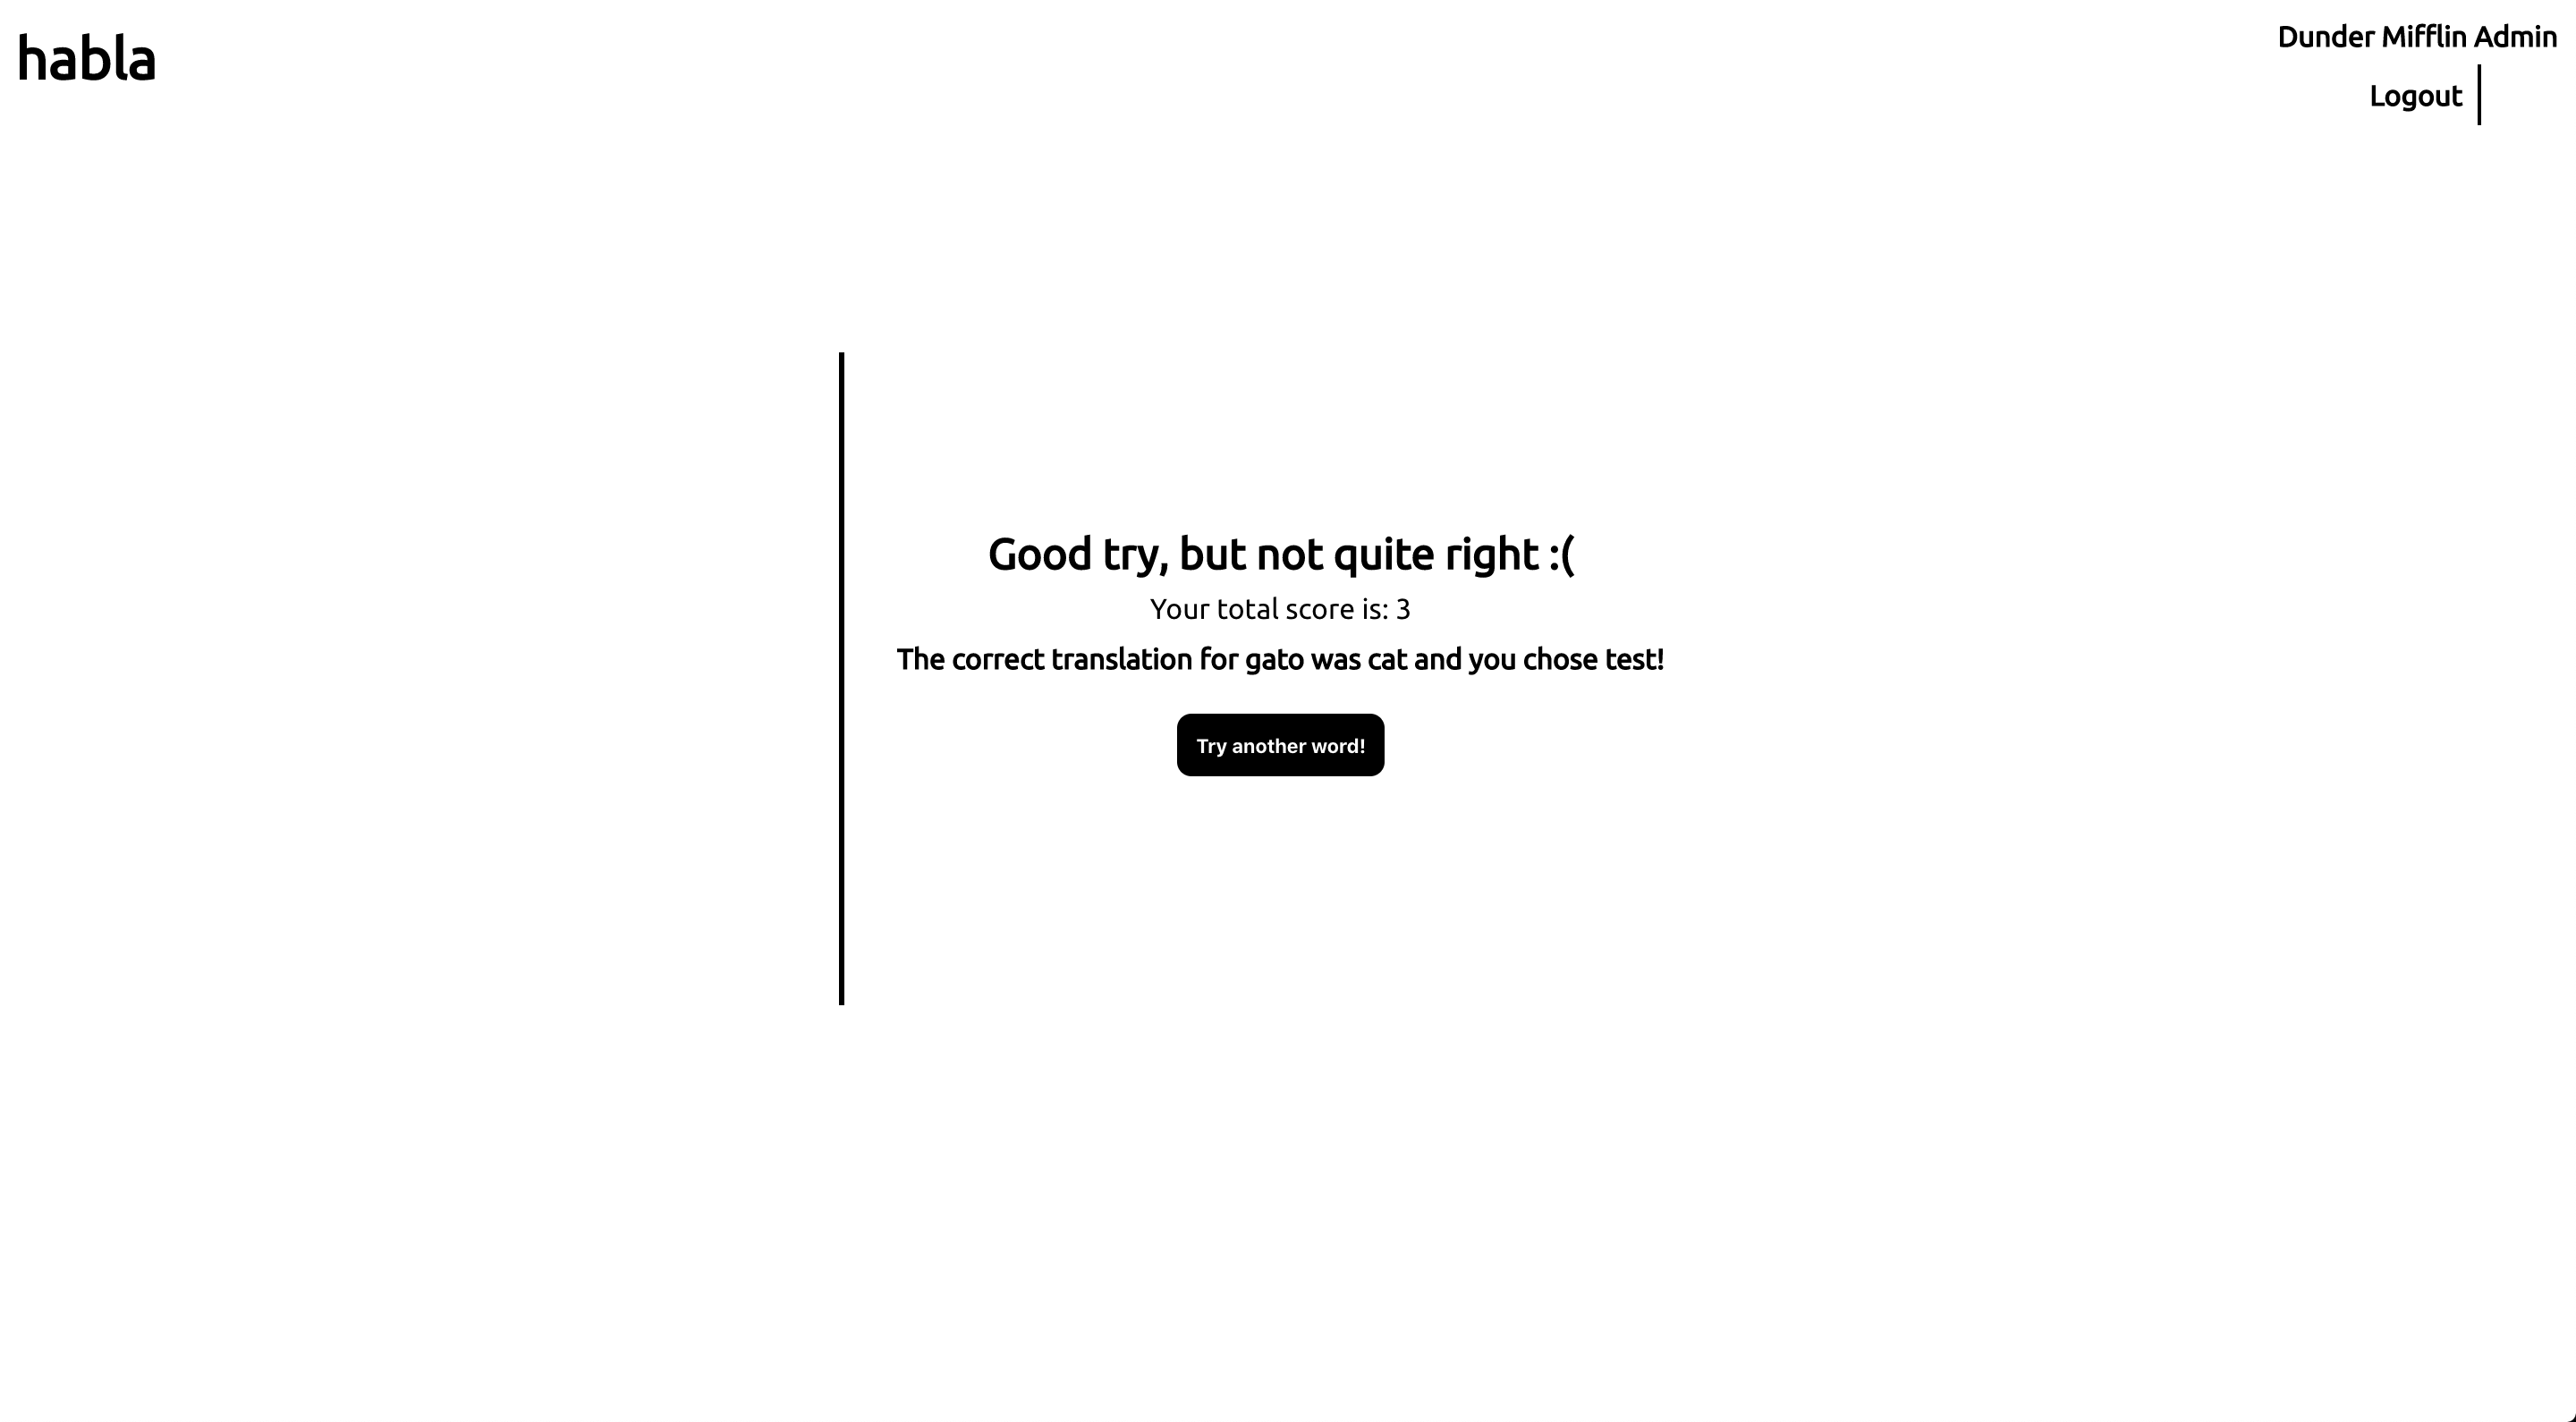 habla
Dunder Mifflin Admin
Logout
Good try, but not quite right :(
Your total score is: 3
The correct translation for gato was cat and you chose test!
Try another word!